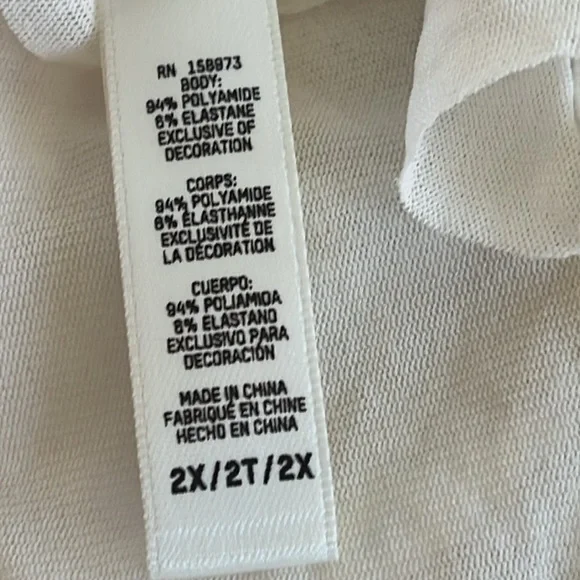 RN 158973
BODY:
94% POLYAMIDE
6% ELASTANE
EXCLUSIVE OF
DECORATION
CORPS:
94% POLYAMIDE
6% ÉLASTHANNE
EXCLUSIVITÉ DE
LA DÉCORATION
CUERPO:
94% POLIAMIDA
6% ELASTANO
EXCLUSIVO PARA
DECORACIÓN
MADE IN CHINA
FABRIQUÉ EN CHINE
HECHO EN CHINA
2X/2T/2X